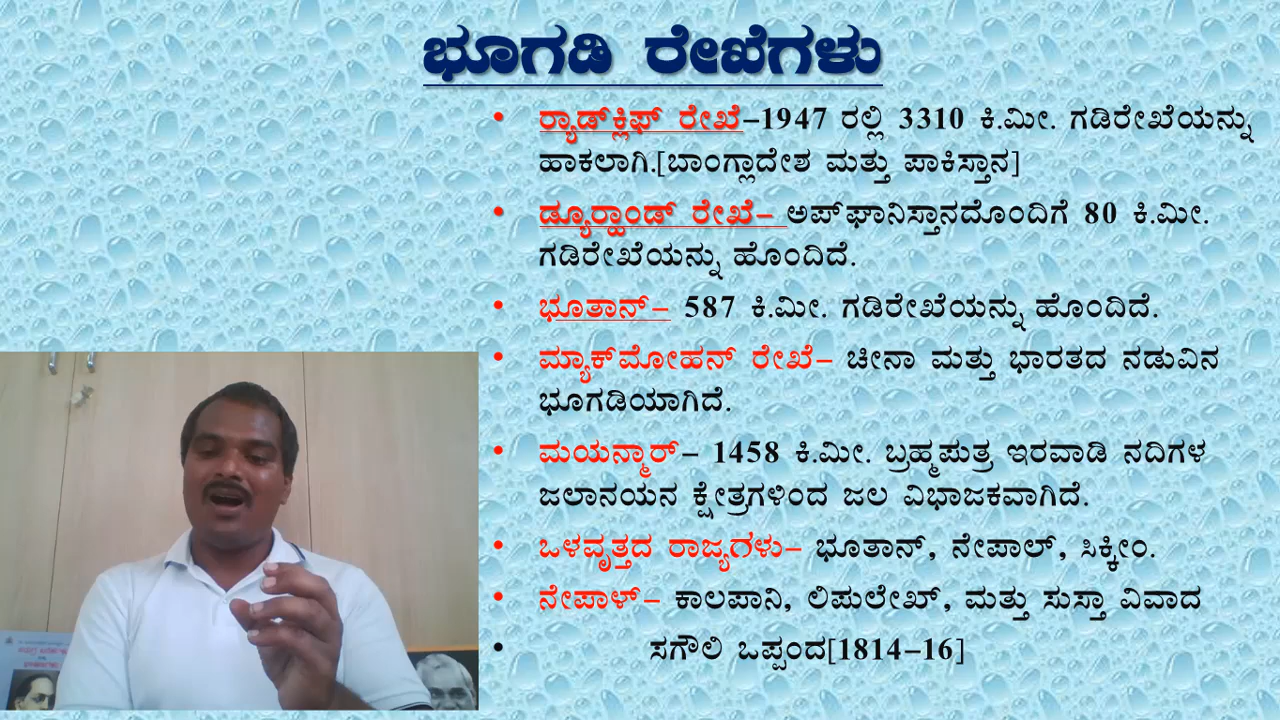 ಭೂಗಡಿ ರೇಖೆಗಳು
• ರ‍್ಯಾಡ್‌ಕ್ಲಿಫ್ ರೇಖೆ–1947 ರಲ್ಲಿ 3310 ಕಿ.ಮೀ. ಗಡಿರೇಖೆಯನ್ನು
ಹಾಕಲಾಗಿ.[ಬಾಂಗ್ಲಾದೇಶ ಮತ್ತು ಪಾಕಿಸ್ತಾನ]
• ಡ್ಯೂರ‍್ಹಾಂಡ್ ರೇಖೆ– ಅಪ್‌ಘಾನಿಸ್ತಾನದೊಂದಿಗೆ 80 ಕಿ.ಮೀ.
ಗಡಿರೇಖೆಯನ್ನು ಹೊಂದಿದೆ.
• ಭೂತಾನ್– 587 ಕಿ.ಮೀ. ಗಡಿರೇಖೆಯನ್ನು ಹೊಂದಿದೆ.
• ಮ್ಯಾಕ್‌ಮೋಹನ್ ರೇಖೆ– ಚೀನಾ ಮತ್ತು ಭಾರತದ ನಡುವಿನ
ಭೂಗಡಿಯಾಗಿದೆ.
• ಮಯನ್ಮಾರ್– 1458 ಕಿ.ಮೀ. ಬ್ರಹ್ಮಪುತ್ರ ಇರವಾಡಿ ನದಿಗಳ
ಜಲಾನಯನ ಕ್ಷೇತ್ರಗಳಿಂದ ಜಲ ವಿಭಾಜಕವಾಗಿದೆ.
• ಒಳವೃತ್ತದ ರಾಜ್ಯಗಳು– ಭೂತಾನ್, ನೇಪಾಲ್, ಸಿಕ್ಕೀಂ.
• ನೇಪಾಳ್– ಕಾಲಪಾನಿ, ಲಿಪುಲೇಖ್, ಮತ್ತು ಸುಸ್ತಾ ವಿವಾದ
• ಸಗೌಲಿ ಒಪ್ಪಂದ[1814–16]